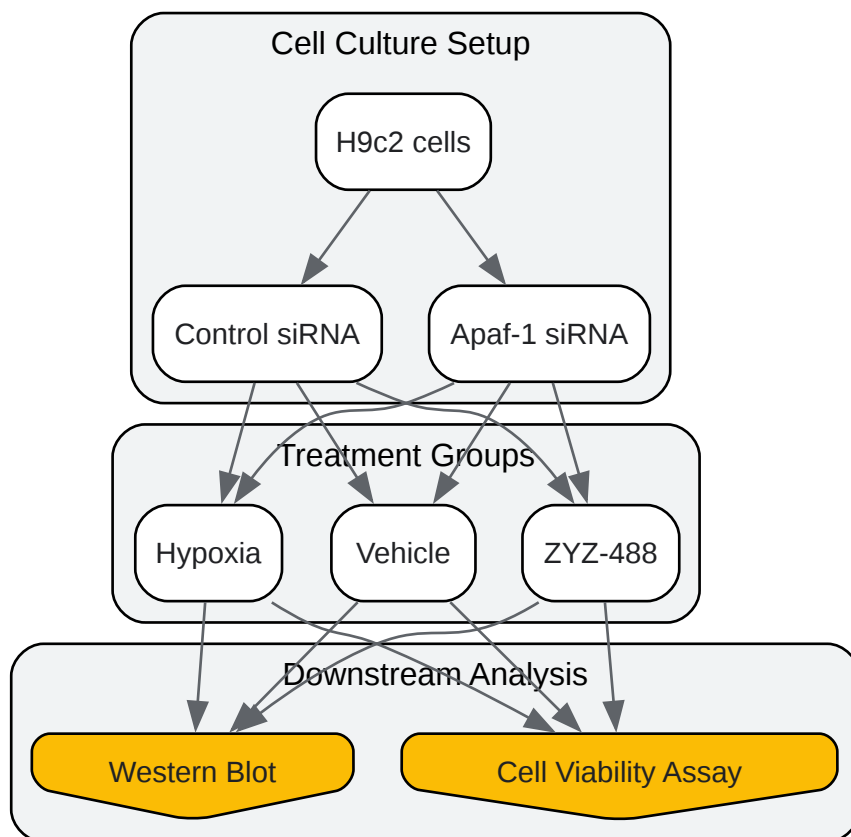 Cell Culture Setup
H9c2 cells
Control siRNA
Apaf-1 siRNA
Treatment Groups
Hypoxia
Vehicle
ZYZ-488
Downstream Analysis
Western Blot
Cell Viability Assay